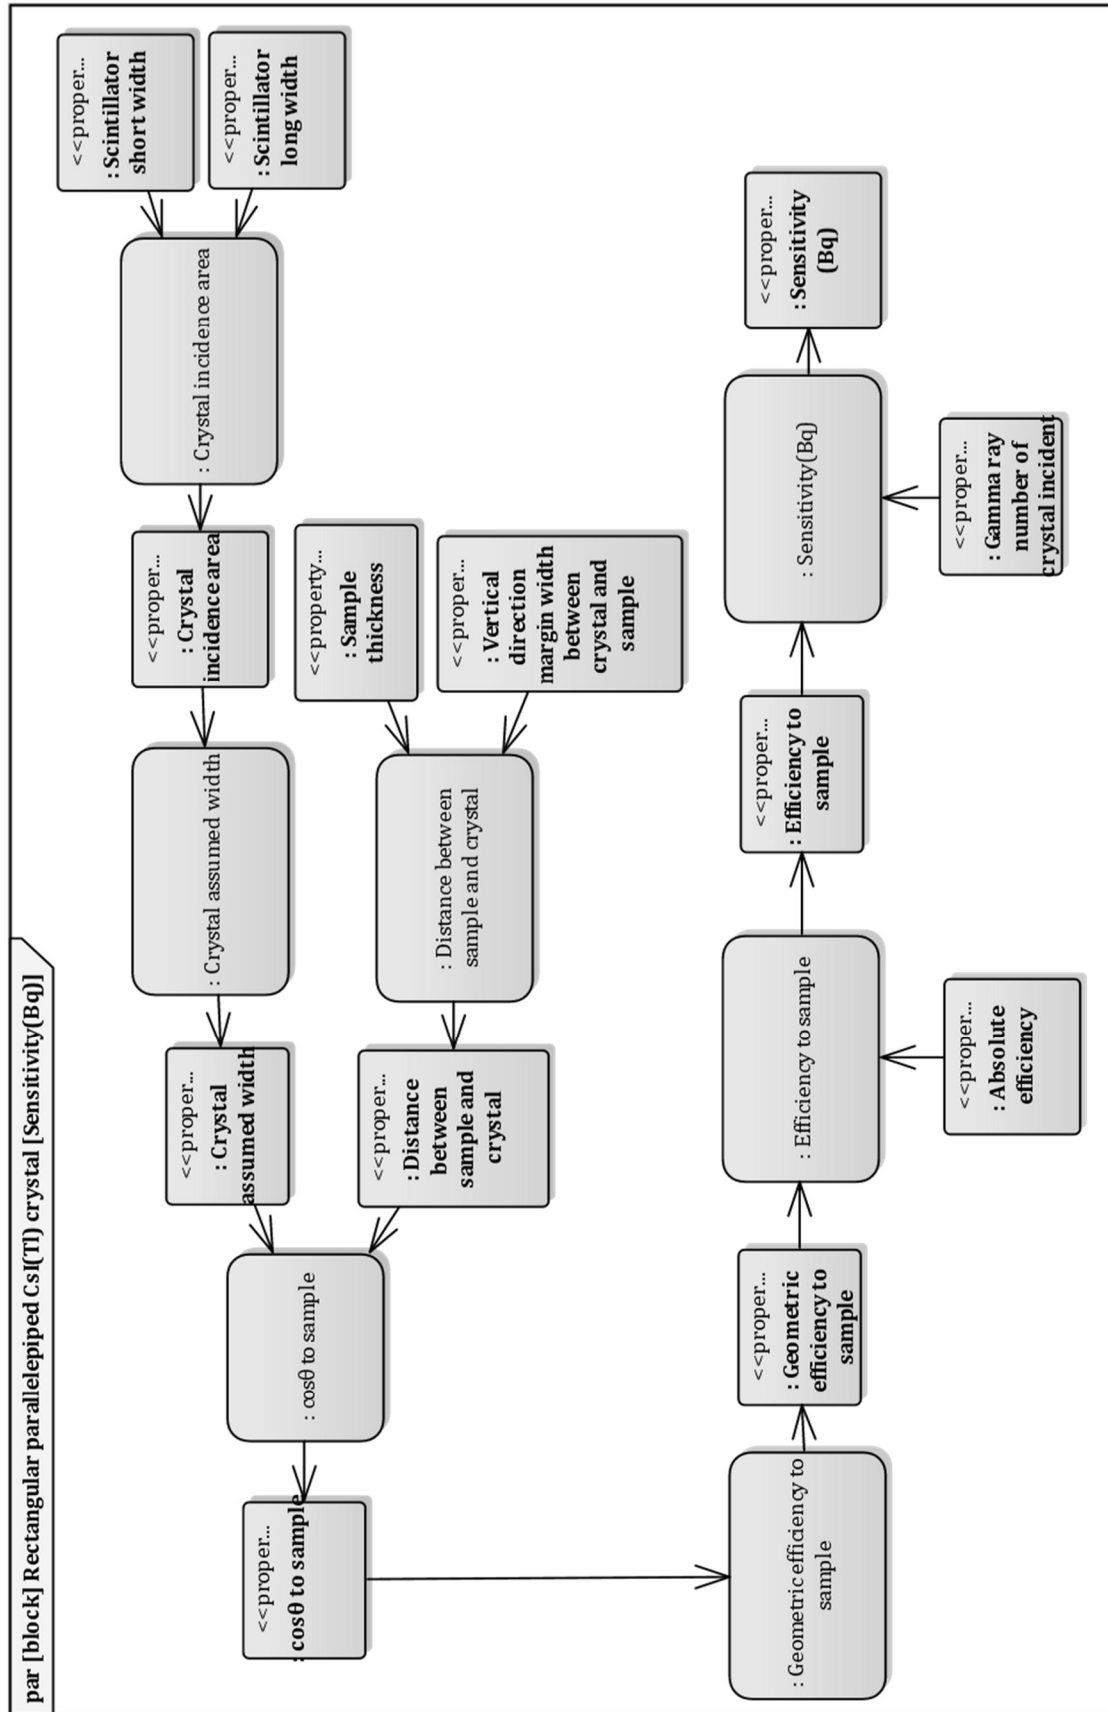 par [block] Rectangular parallelepiped CsI(Tl) crystal [Sensitivity(Bq)]
<<proper...
: Scintillator
short width
<<proper...
: Scintillator
long width
: Crystal incidence area
<<proper...
: Crystal
incidence area
<<property...
: Sample
thickness
<<proper...
: Vertical
direction
margin width
between
crystal and
sample
: Crystal assumed width
: Distance between
sample and crystal
<<proper...
: Crystal
assumed width
<<proper...
: Distance
between
sample and
crystal
: cosθ to sample
<<proper...
: cosθ to sample
: Geometric efficiency to
sample
<<proper...
: Geometric
efficiency to
sample
: Efficiency to sample
<<proper...
: Absolute
efficiency
<<proper...
: Efficiency to
sample
: Sensitivity(Bq)
<<proper...
: Gamma ray
number of
crystal incident
<<proper...
: Sensitivity
(Bq)